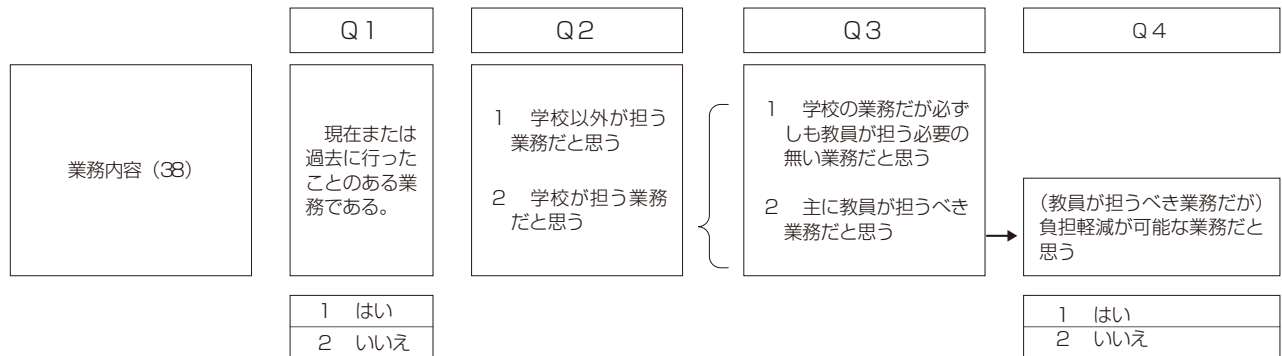 Q1
Q2
Q3
Q4
業務内容（38）
現在または
過去に行った
ことのある業
務である。
1 学校以外が担う
業務だと思う
2 学校が担う業務
だと思う
1 学校の業務だが必ず
しも教員が担う必要の
無い業務だと思う
2 主に教員が担うべき
業務だと思う
（教員が担うべき業務だが）
負担軽減が可能な業務だと
思う
1 はい
2 いいえ
1 はい
2 いいえ